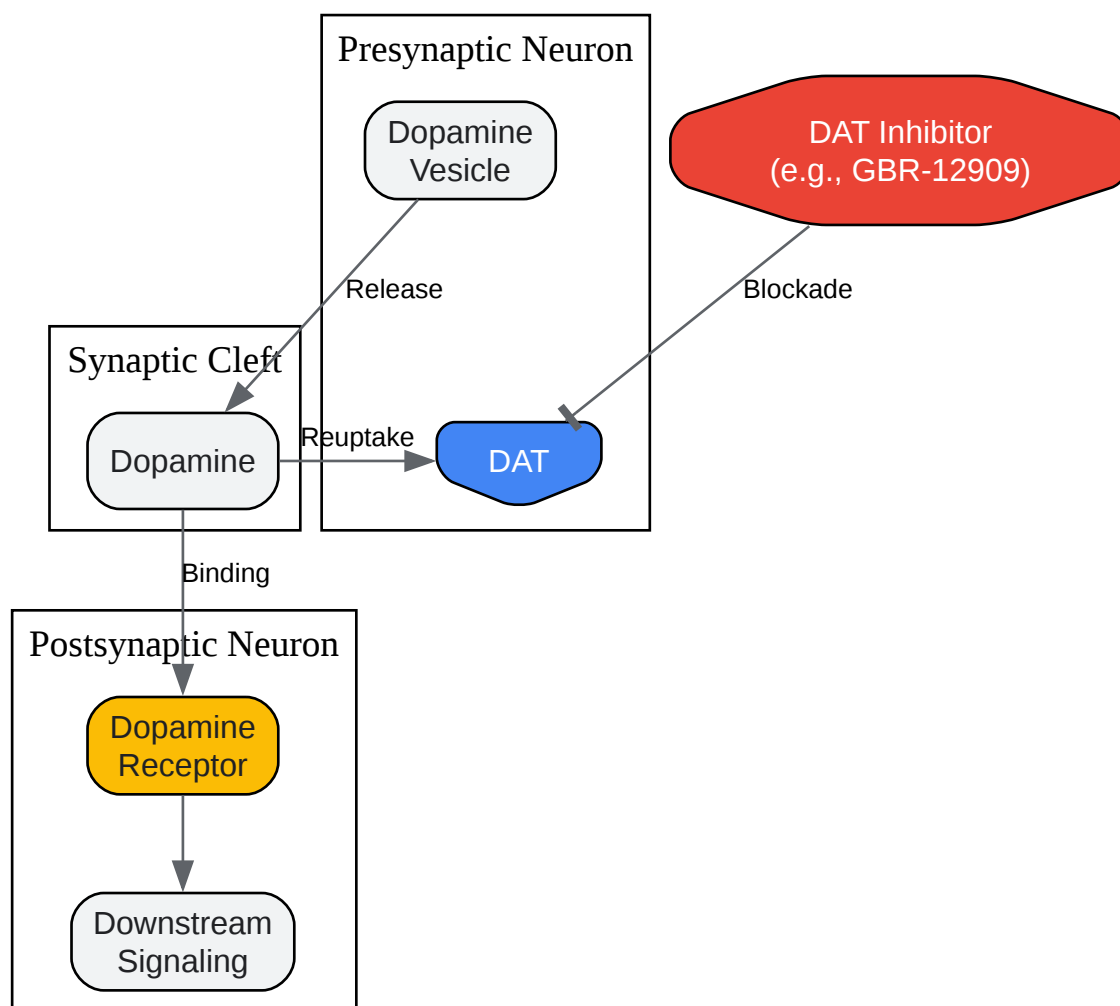 Presynaptic Neuron
Dopamine
Vesicle
DAT Inhibitor
(e.g., GBR-12909)
Release
Blockade
Synaptic Cleft
Dopamine
Reuptake
DAT
Binding
Postsynaptic Neuron
Dopamine
Receptor
Downstream
Signaling